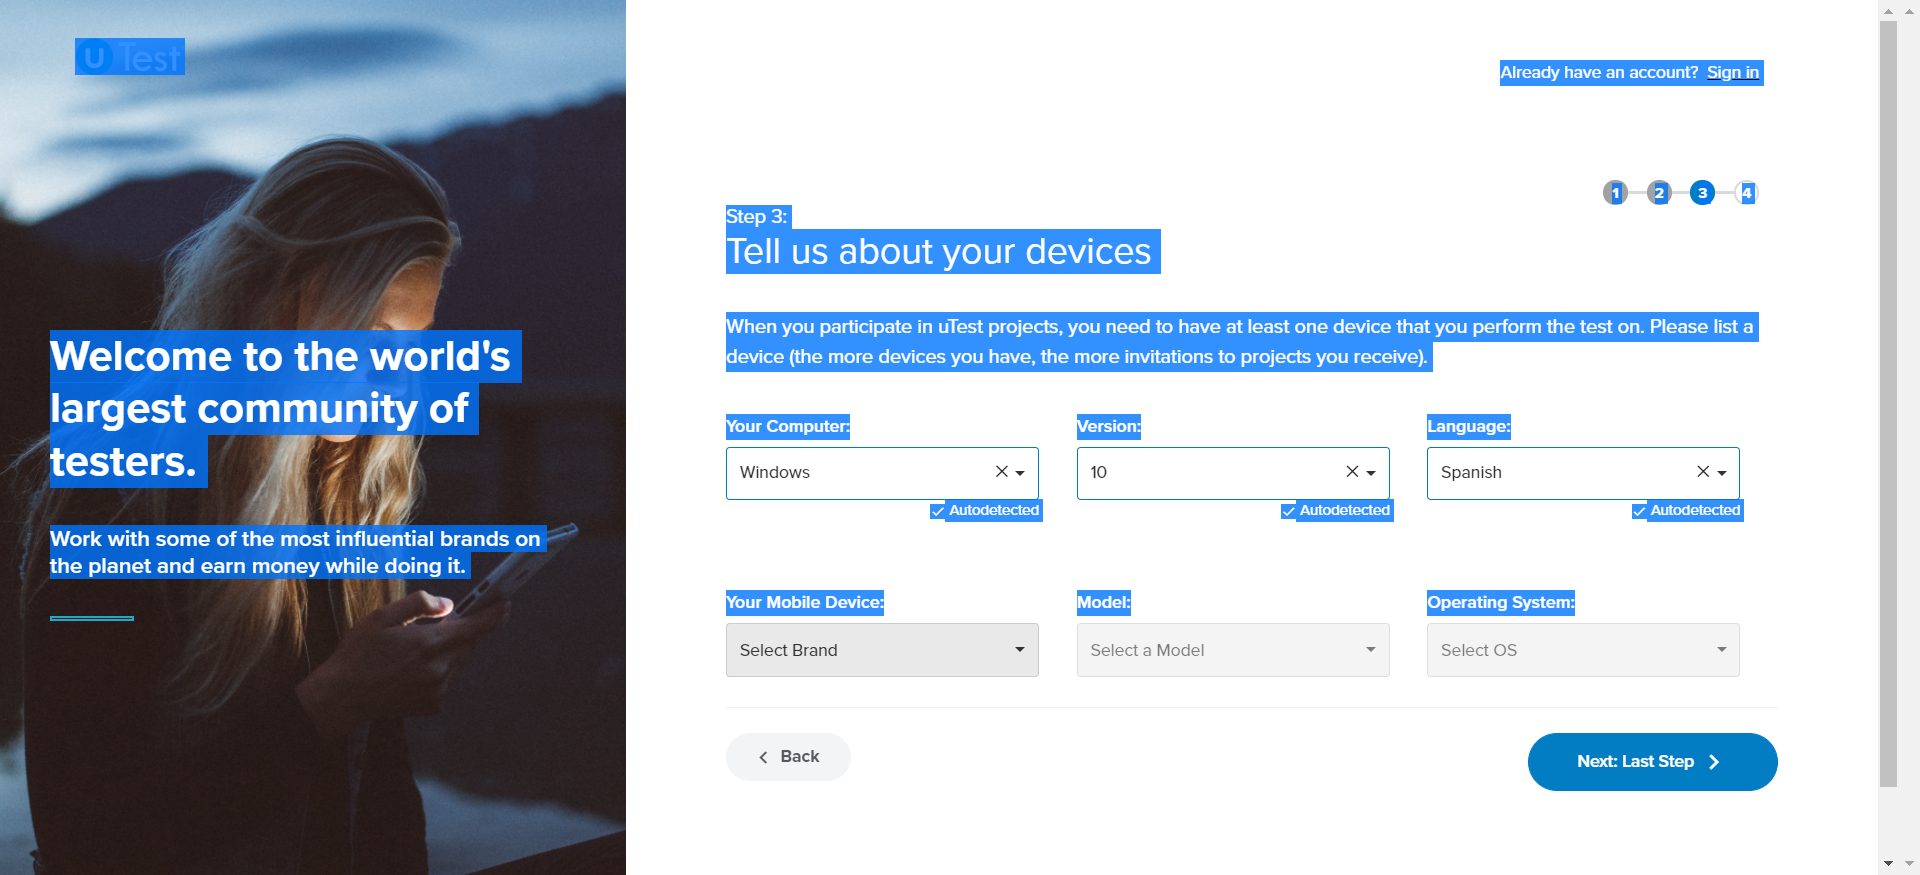 uTest
Welcome to the world's
largest community of
testers.
Work with some of the most influential brands on
the planet and earn money while doing it.
Already have an account? Sign in
1 2 3 4
Step 3:
Tell us about your devices
When you participate in uTest projects, you need to have at least one device that you perform the test on. Please list a
device (the more devices you have, the more invitations to projects you receive).
Your Computer: Version: Language:
Windows 10 Spanish
Autodetected Autodetected Autodetected
Your Mobile Device: Model: Operating System:
Select Brand Select a Model Select OS
Back Next: Last Step